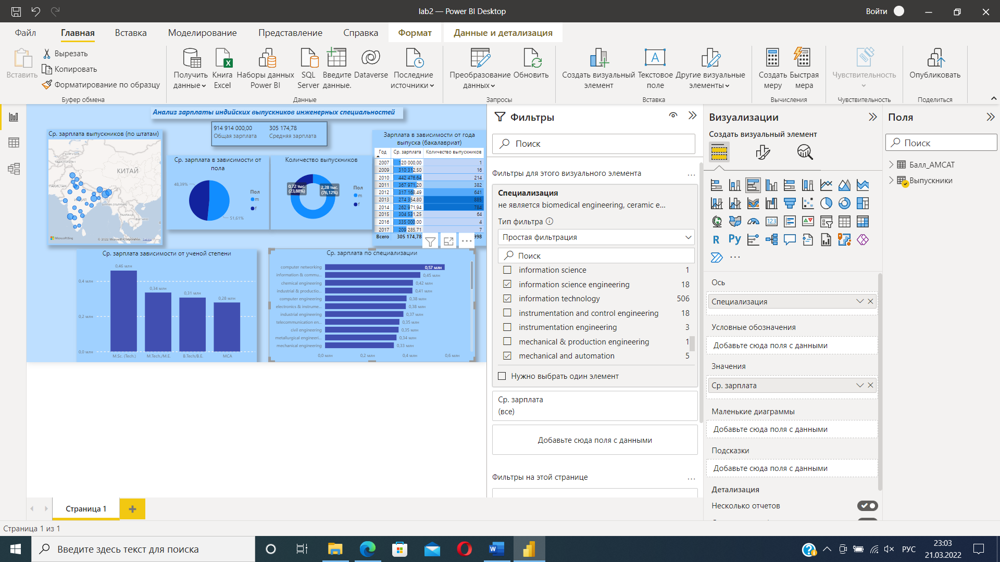 lab2 — Power BI Desktop
Войти
Файл
Главная
Вставка
Моделирование
Представление
Справка
Формат
Данные и детализация
Вставить
Вырезать
Копировать
Форматирование по образцу
Буфер обмена
Получить данные
Книга Excel
Наборы данных Power BI
SQL Server
Введите данные.
Dataverse
Последние источники
Данные
Преобразование данных
Обновить
Запросы
Создать визуальный элемент
Текстовое поле
Другие визуальные элементы
Вставка
Создать меру
Быстрая мера
Вычисления
Чувствительность
Чувствительность
Опубликовать
Поделиться
Анализ зарплаты индийских выпускников инженерных специальностей
914 914 000,00
305 174,78
Общая зарплата
Средняя зарплата
Ср. зарплата выпускников (по штатам)
КИРГИЗИЯ
ТАДЖИКИСТАН
КИТАЙ
ПАКИСТАН
ИНДИЯ
БИРМА (МЬЯНМА)
ТАИЛАНД
ВЬЕТНАМ
Microsoft Bing
© 2022 Microsoft Corporation
Terms
Ср. зарплата в зависимости от пола
48,39%
51,61%
Пол
m
f
Количество выпускников
0,72 тыс. (23,88%)
2,28 тыс. (76,12%)
Пол
m
f
Зарплата в зависимости от года выпуска (бакалавриат)
Год Ср. зарплата Количество выпускников
2007 120 000,00 1
2009 310 312,50 16
2010 442 476,64 214
2011 367 971,20 382
2012 317 168,49 641
2013 274 354,80 885
2014 262 971,94 784
2015 304 531,25 64
2016 335 000,00 4
2017 209 285,71 7
Всего 305 174,78 998
Ср. зарплата зависимости от ученой степени
0,46 млн
0,34 млн
0,31 млн
0,28 млн
0,4 млн
0,2 млн
0,0 млн
M.Sc. (Tech.)
M.Tech./M.E.
B.Tech/B.E.
MCA
Ср. зарплата по специализации
computer networking 0,57 млн
information & commu... 0,45 млн
chemical engineering 0,42 млн
industrial & productio... 0,41 млн
computer engineering 0,38 млн
electronics & instrume... 0,38 млн
industrial engineering 0,37 млн
telecommunication en... 0,35 млн
civil engineering 0,35 млн
metallurgical engineeri... 0,34 млн
mechanical engineering 0,33 млн
0,0 млн 0,2 млн 0,4 млн 0,6 млн
Фильтры
Поиск
Фильтры для этого визуального элемента ...
Специализация
не является biomedical engineering, ceramic e...
Тип фильтра
Простая фильтрация
Поиск
information science 1
information science engineering 18
information technology 506
instrumentation and control engineering 18
instrumentation engineering 3
mechanical & production engineering 1
mechanical and automation 5
Нужно выбрать один элемент
Ср. зарплата
(все)
Добавьте сюда поля с данными
Фильтры на этой странице ...
Визуализации
Создать визуальный элемент
123
R
Py
...
Ось
Специализация
Условные обозначения
Добавьте сюда поля с данными
Значения
Ср. зарплата
Маленькие диаграммы
Добавьте сюда поля с данными
Подсказки
Добавьте сюда поля с данными
Детализация
Несколько отчетов
Поля
Поиск
Балл_АМСАТ
Выпускники
Страница 1
Страница 1 из 1
Введите здесь текст для поиска
РУС
23:03
21.03.2022